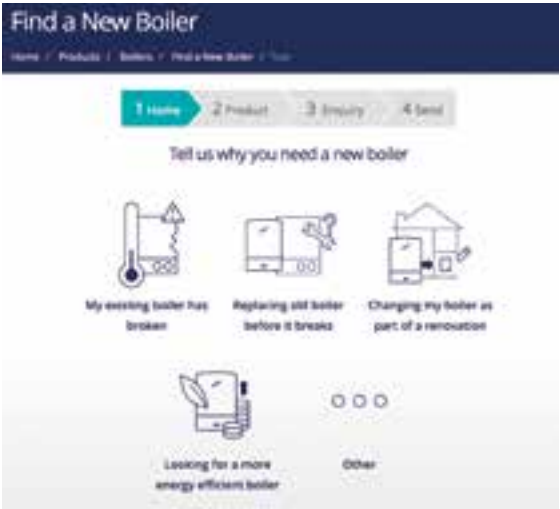 Find a New Boiler
Home / Products / Boilers / Find a New Boiler /
1 Home 2 Product 3 Enquiry 4 Send
Tell us why you need a new boiler
My existing boiler has
broken
Replacing old boiler
before it breaks
Changing my boiler as
part of a renovation
Looking for a more
energy efficient boiler
Other